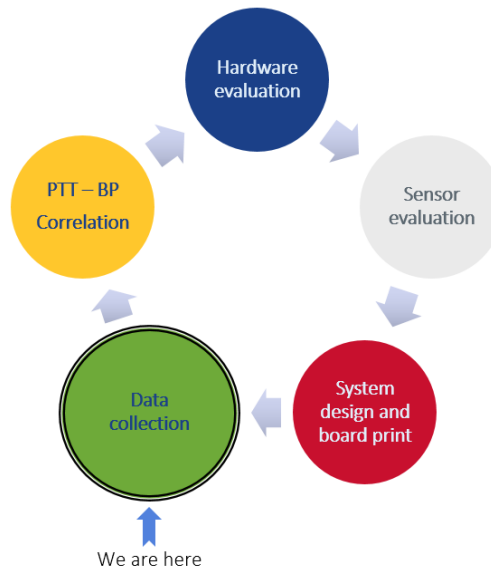 Hardware
evaluation
Sensor
evaluation
System
design and
board print
Data
collection
PTT – BP
Correlation
We are here